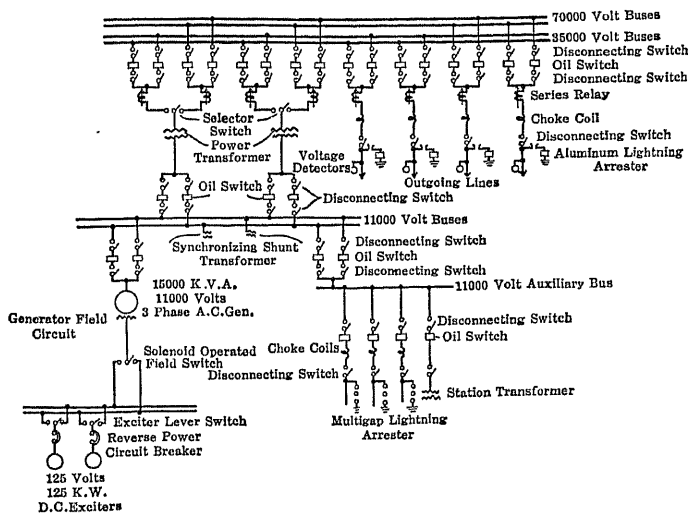 70000 Volt Buses
35000 Volt Buses
Disconnecting Switch
Oil Switch
Disconnecting Switch
Series Relay
Selector
Switch
Choke Coil
Power
Transformer
Disconnecting Switch
Voltage
Detectors
Aluminum Lightning
Arrester
Oil Switch
Outgoing Lines
Disconnecting Switch
11000 Volt Buses
Synchronizing Shunt
Transformer
Disconnecting Switch
Oil Switch
Disconnecting Switch
15000 K.V.A.
11000 Volts
3 Phase A.C.Gen.
Generator Field
Circuit
11000 Volt Auxiliary Bus
Disconnecting Switch
Oil Switch
Solenoid Operated
Field Switch
Choke Coils
Disconnecting Switch
Station Transformer
Exciter Lever Switch
Reverse Power
Circuit Breaker
Multigap Lightning
Arrester
125 Volts
125 K.W.
D.C.Exciters